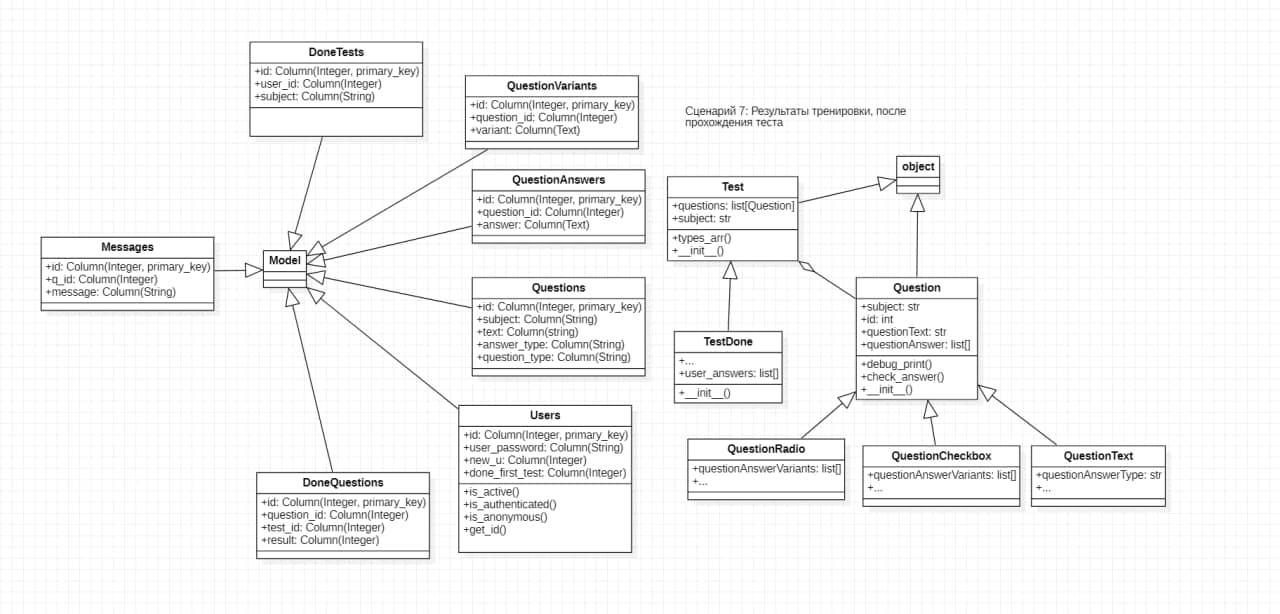 DoneTests
+id: Column(Integer, primary_key)
+user_id: Column(Integer)
+subject: Column(String)
QuestionVariants
+id: Column(Integer, primary_key)
+question_id: Column(Integer)
+variant: Column(Text)
Сценарий 7: Результаты тренировки, после
прохождения теста
QuestionAnswers
+id: Column(Integer, primary_key)
+question_id: Column(Integer)
+answer: Column(Text)
Test
+questions: list[Question]
+subject: str
+types_arr()
+__init__()
object
Messages
+id: Column(Integer, primary_key)
+q_id: Column(Integer)
+message: Column(String)
Model
Questions
+id: Column(Integer, primary_key)
+subject: Column(String)
+text: Column(string)
+answer_type: Column(String)
+question_type: Column(String)
Question
+subject: str
+id: int
+questionText: str
+questionAnswer: list[]
+debug_print()
+check_answer()
+__init__()
TestDone
+...
+user_answers: list[]
+__init__()
Users
+id: Column(Integer, primary_key)
+user_password: Column(String)
+new_u: Column(Integer)
+done_first_test: Column(Integer)
+is_active()
+is_authenticated()
+is_anonymous()
+get_id()
QuestionRadio
+questionAnswerVariants: list[]
+...
QuestionCheckbox
+questionAnswerVariants: list[]
+...
QuestionText
+questionAnswerType: str
+...
DoneQuestions
+id: Column(Integer, primary_key)
+question_id: Column(Integer)
+test_id: Column(Integer)
+result: Column(Integer)